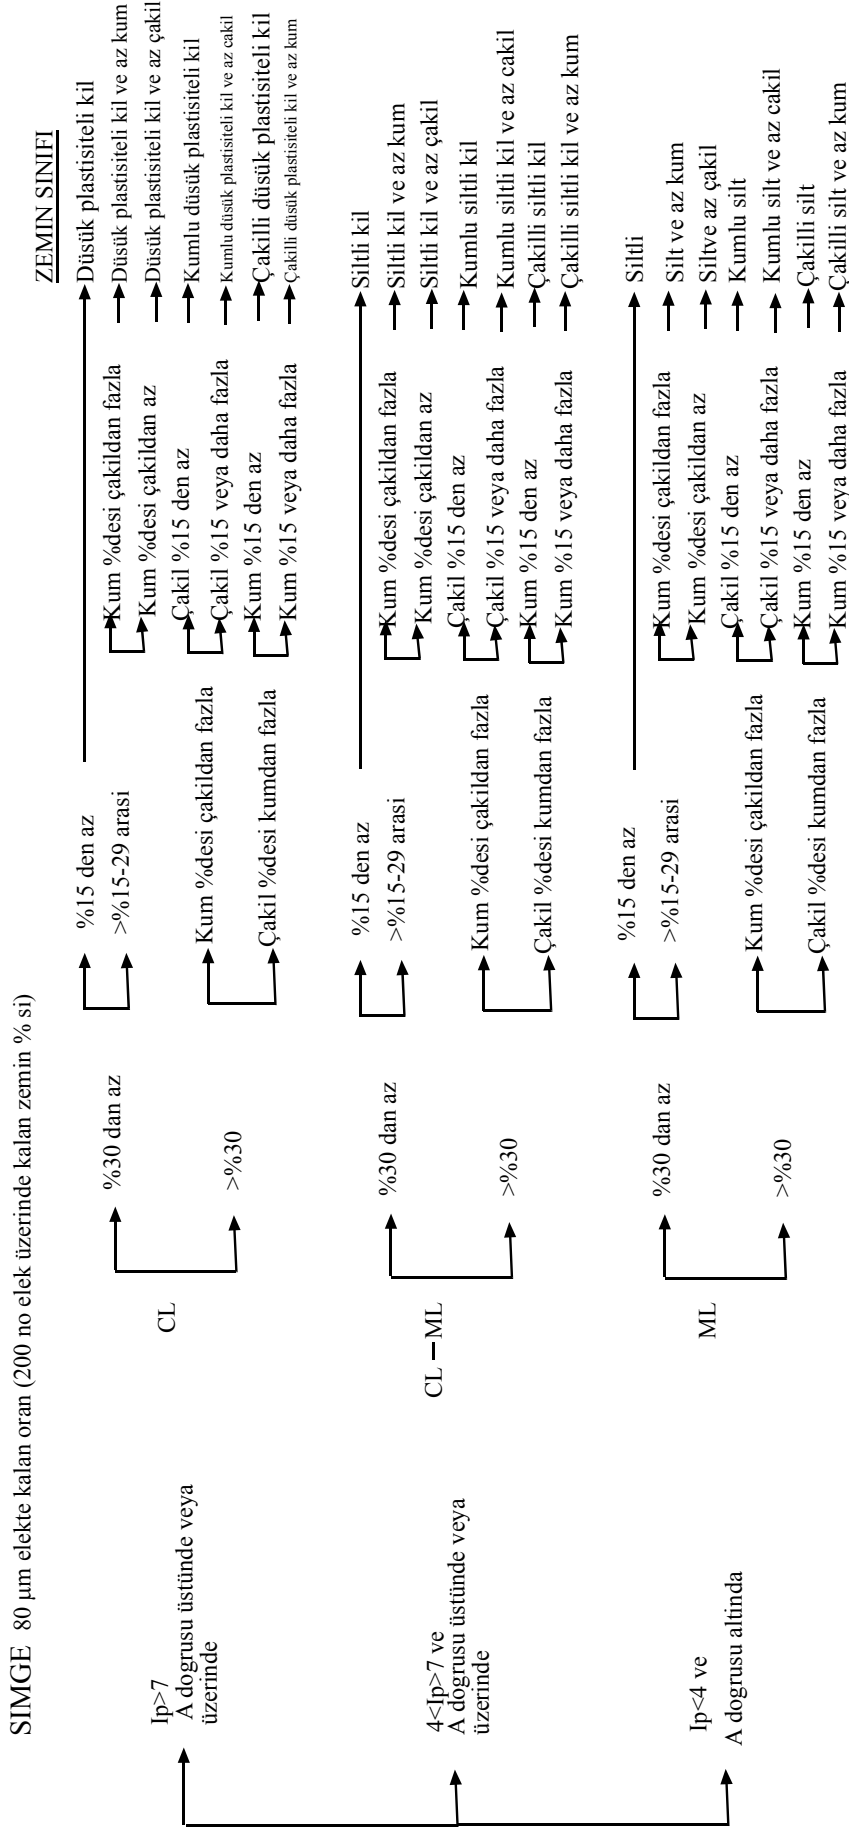 SIMGE 80 µm elekte kalan oran (200 no elek üzerinde kalan zemin % si)
ZEMIN SINIFI
Ip>7
A dogrusu üstünde veya
üzerinde
CL
%30 dan az
>%30
%15 den az
>%15-29 arasi
Kum %desi çakildan fazla
Çakil %desi kumdan fazla
Kum %desi çakildan fazla
Kum %desi çakildan az
Çakil %15 den az
Çakil %15 veya daha fazla
Kum %15 den az
Kum %15 veya daha fazla
Düsük plastisiteli kil
Düsük plastisiteli kil ve az kum
Düsük plastisiteli kil ve az çakil
Kumlu düsük plastisiteli kil
Kumlu düsük plastisiteli kil ve az cakil
Çakilli düsük plastisiteli kil
Çakilli düsük plastisiteli kil ve az kum
4<Ip>7 ve
A dogrusu üstünde veya
üzerinde
CL – ML
%30 dan az
>%30
%15 den az
>%15-29 arasi
Kum %desi çakildan fazla
Çakil %desi kumdan fazla
Kum %desi çakildan fazla
Kum %desi çakildan az
Çakil %15 den az
Çakil %15 veya daha fazla
Kum %15 den az
Kum %15 veya daha fazla
Siltli kil
Siltli kil ve az kum
Siltli kil ve az çakil
Kumlu siltli kil
Kumlu siltli kil ve az cakil
Çakilli siltli kil
Çakilli siltli kil ve az kum
Ip<4 ve
A dogrusu altinda
ML
%30 dan az
>%30
%15 den az
>%15-29 arasi
Kum %desi çakildan fazla
Çakil %desi kumdan fazla
Kum %desi çakildan fazla
Kum %desi çakildan az
Çakil %15 den az
Çakil %15 veya daha fazla
Kum %15 den az
Kum %15 veya daha fazla
Siltli
Silt ve az kum
Siltve az çakil
Kumlu silt
Kumlu silt ve az cakil
Çakilli silt
Çakilli silt ve az kum